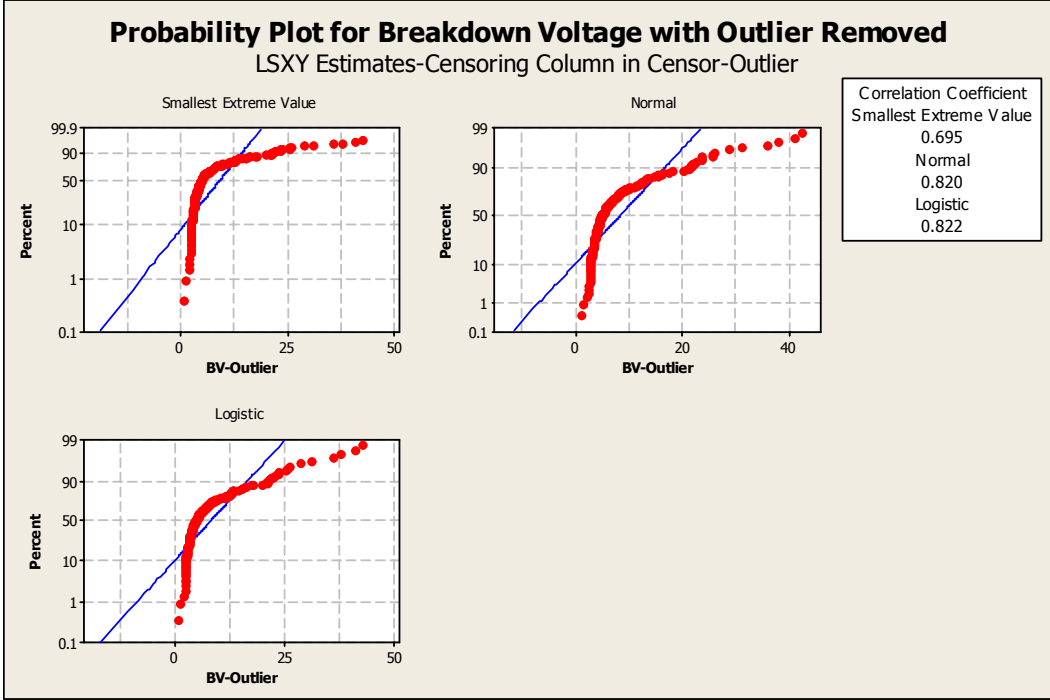 Probability Plot for Breakdown Voltage with Outlier Removed
LSXY Estimates-Censoring Column in Censor-Outlier
Smallest Extreme Value
99.9
90
50
10
1
0.1
Percent
0
25
50
BV-Outlier
Normal
99
90
50
10
1
0.1
Percent
0
20
40
BV-Outlier
Correlation Coefficient
Smallest Extreme Value
0.695
Normal
0.820
Logistic
0.822
Logistic
99
90
50
10
1
0.1
Percent
0
25
50
BV-Outlier